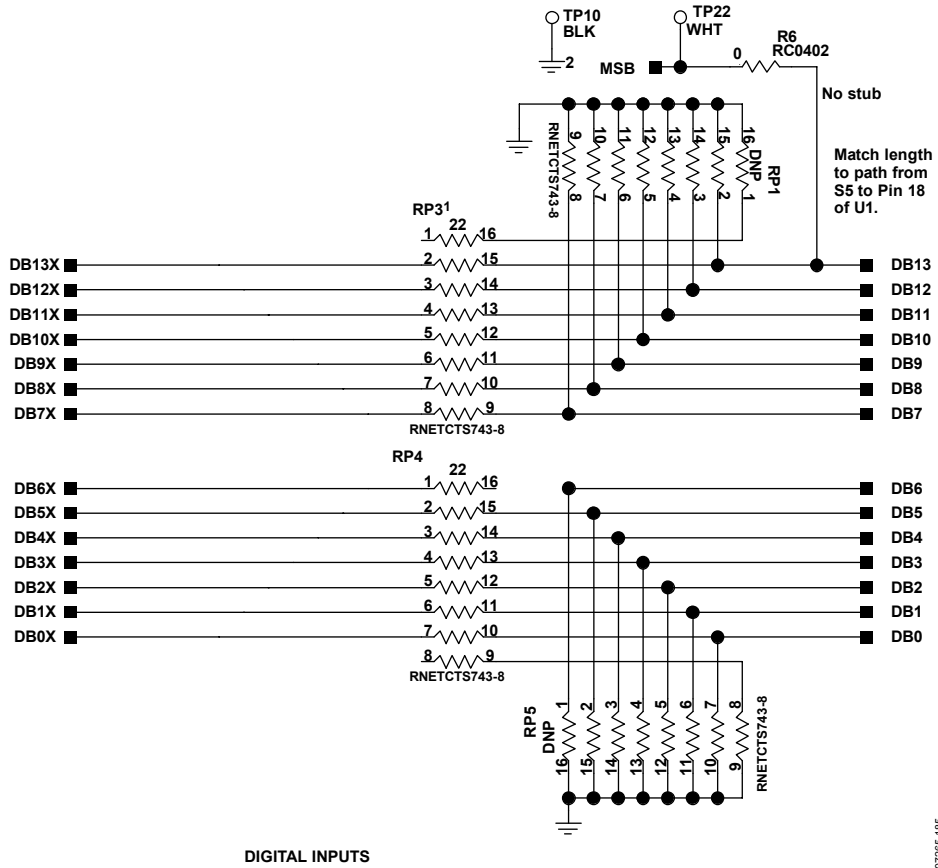 TP10
BLK
2
TP22
WHT
MSB
0
R6
RC0402
No stub
Match length
to path from
S5 to Pin 18
of U1.
RNETCTS743-8
9 10 11 12 13 14 15 16
8 7 6 5 4 3 2 1
DNP
RP1
RP3¹
22
1 16
DB13X 2 15 DB13
DB12X 3 14 DB12
DB11X 4 13 DB11
DB10X 5 12 DB10
DB9X 6 11 DB9
DB8X 7 10 DB8
DB7X 8 9 DB7
RNETCTS743-8
RP4
22
DB6X 1 16 DB6
DB5X 2 15 DB5
DB4X 3 14 DB4
DB3X 4 13 DB3
DB2X 5 12 DB2
DB1X 6 11 DB1
DB0X 7 10 DB0
8 9
RNETCTS743-8
RP5
DNP
1 2 3 4 5 6 7 8
16 15 14 13 12 11 10 9
RNETCTS743-8
DIGITAL INPUTS